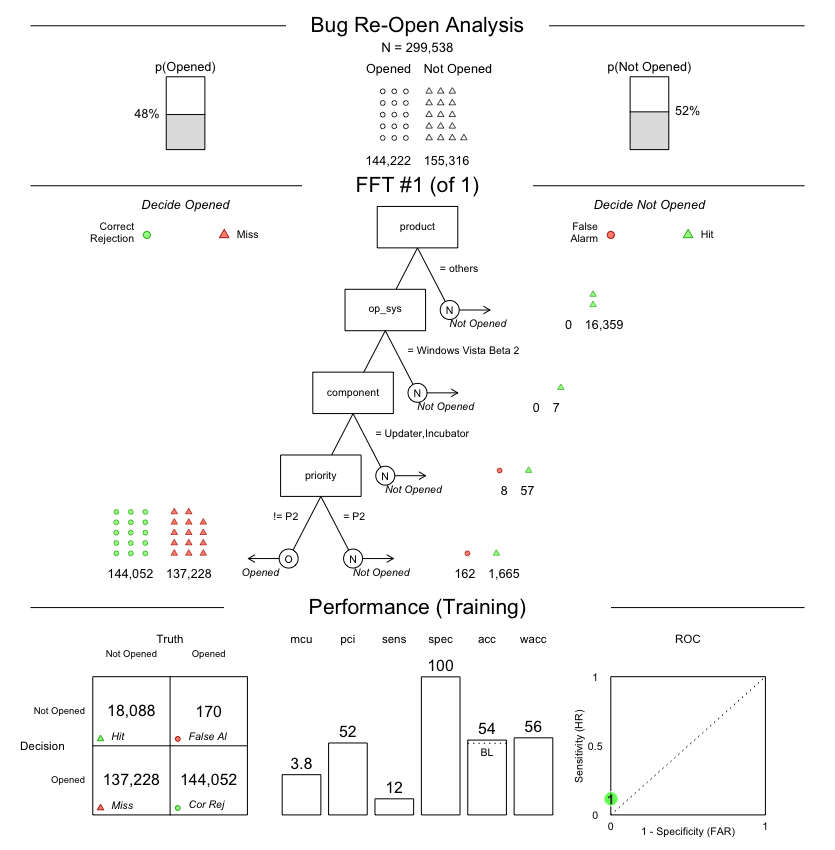 Bug Re-Open Analysis
N = 299,538
p(Opened)
Opened Not Opened
p(Not Opened)
48%
52%
144,222 155,316
FFT #1 (of 1)
Decide Opened
Decide Not Opened
Correct
Rejection
Miss
False
Alarm
Hit
product
= others
op_sys
N
Not Opened
0 16,359
= Windows Vista Beta 2
component
N
Not Opened
0 7
= Updater,Incubator
priority
N
Not Opened
8 57
!= P2
= P2
O
N
Opened
Not Opened
144,052 137,228
162 1,665
Performance (Training)
Truth
Not Opened Opened
mcu pci sens spec acc wacc
ROC
Not Opened
18,088
170
Hit
False Al
Decision
Opened
137,228
144,052
Miss
Cor Rej
3.8
52
12
100
54
BL
56
Sensitivity (HR)
1
0.5
0
1
0
1
1 - Specificity (FAR)